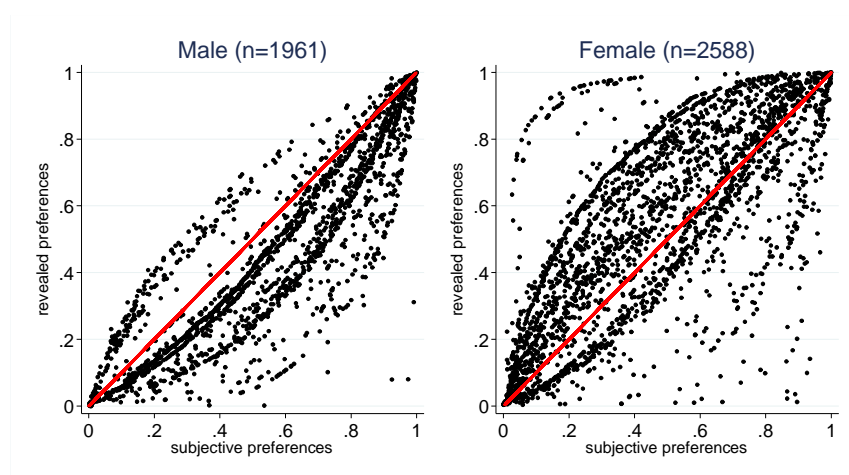 Male (n=1961)
revealed preferences
1
.8
.6
.4
.2
0
0 .2 .4 .6 .8 1
subjective preferences
Female (n=2588)
revealed preferences
1
.8
.6
.4
.2
0
0 .2 .4 .6 .8 1
subjective preferences